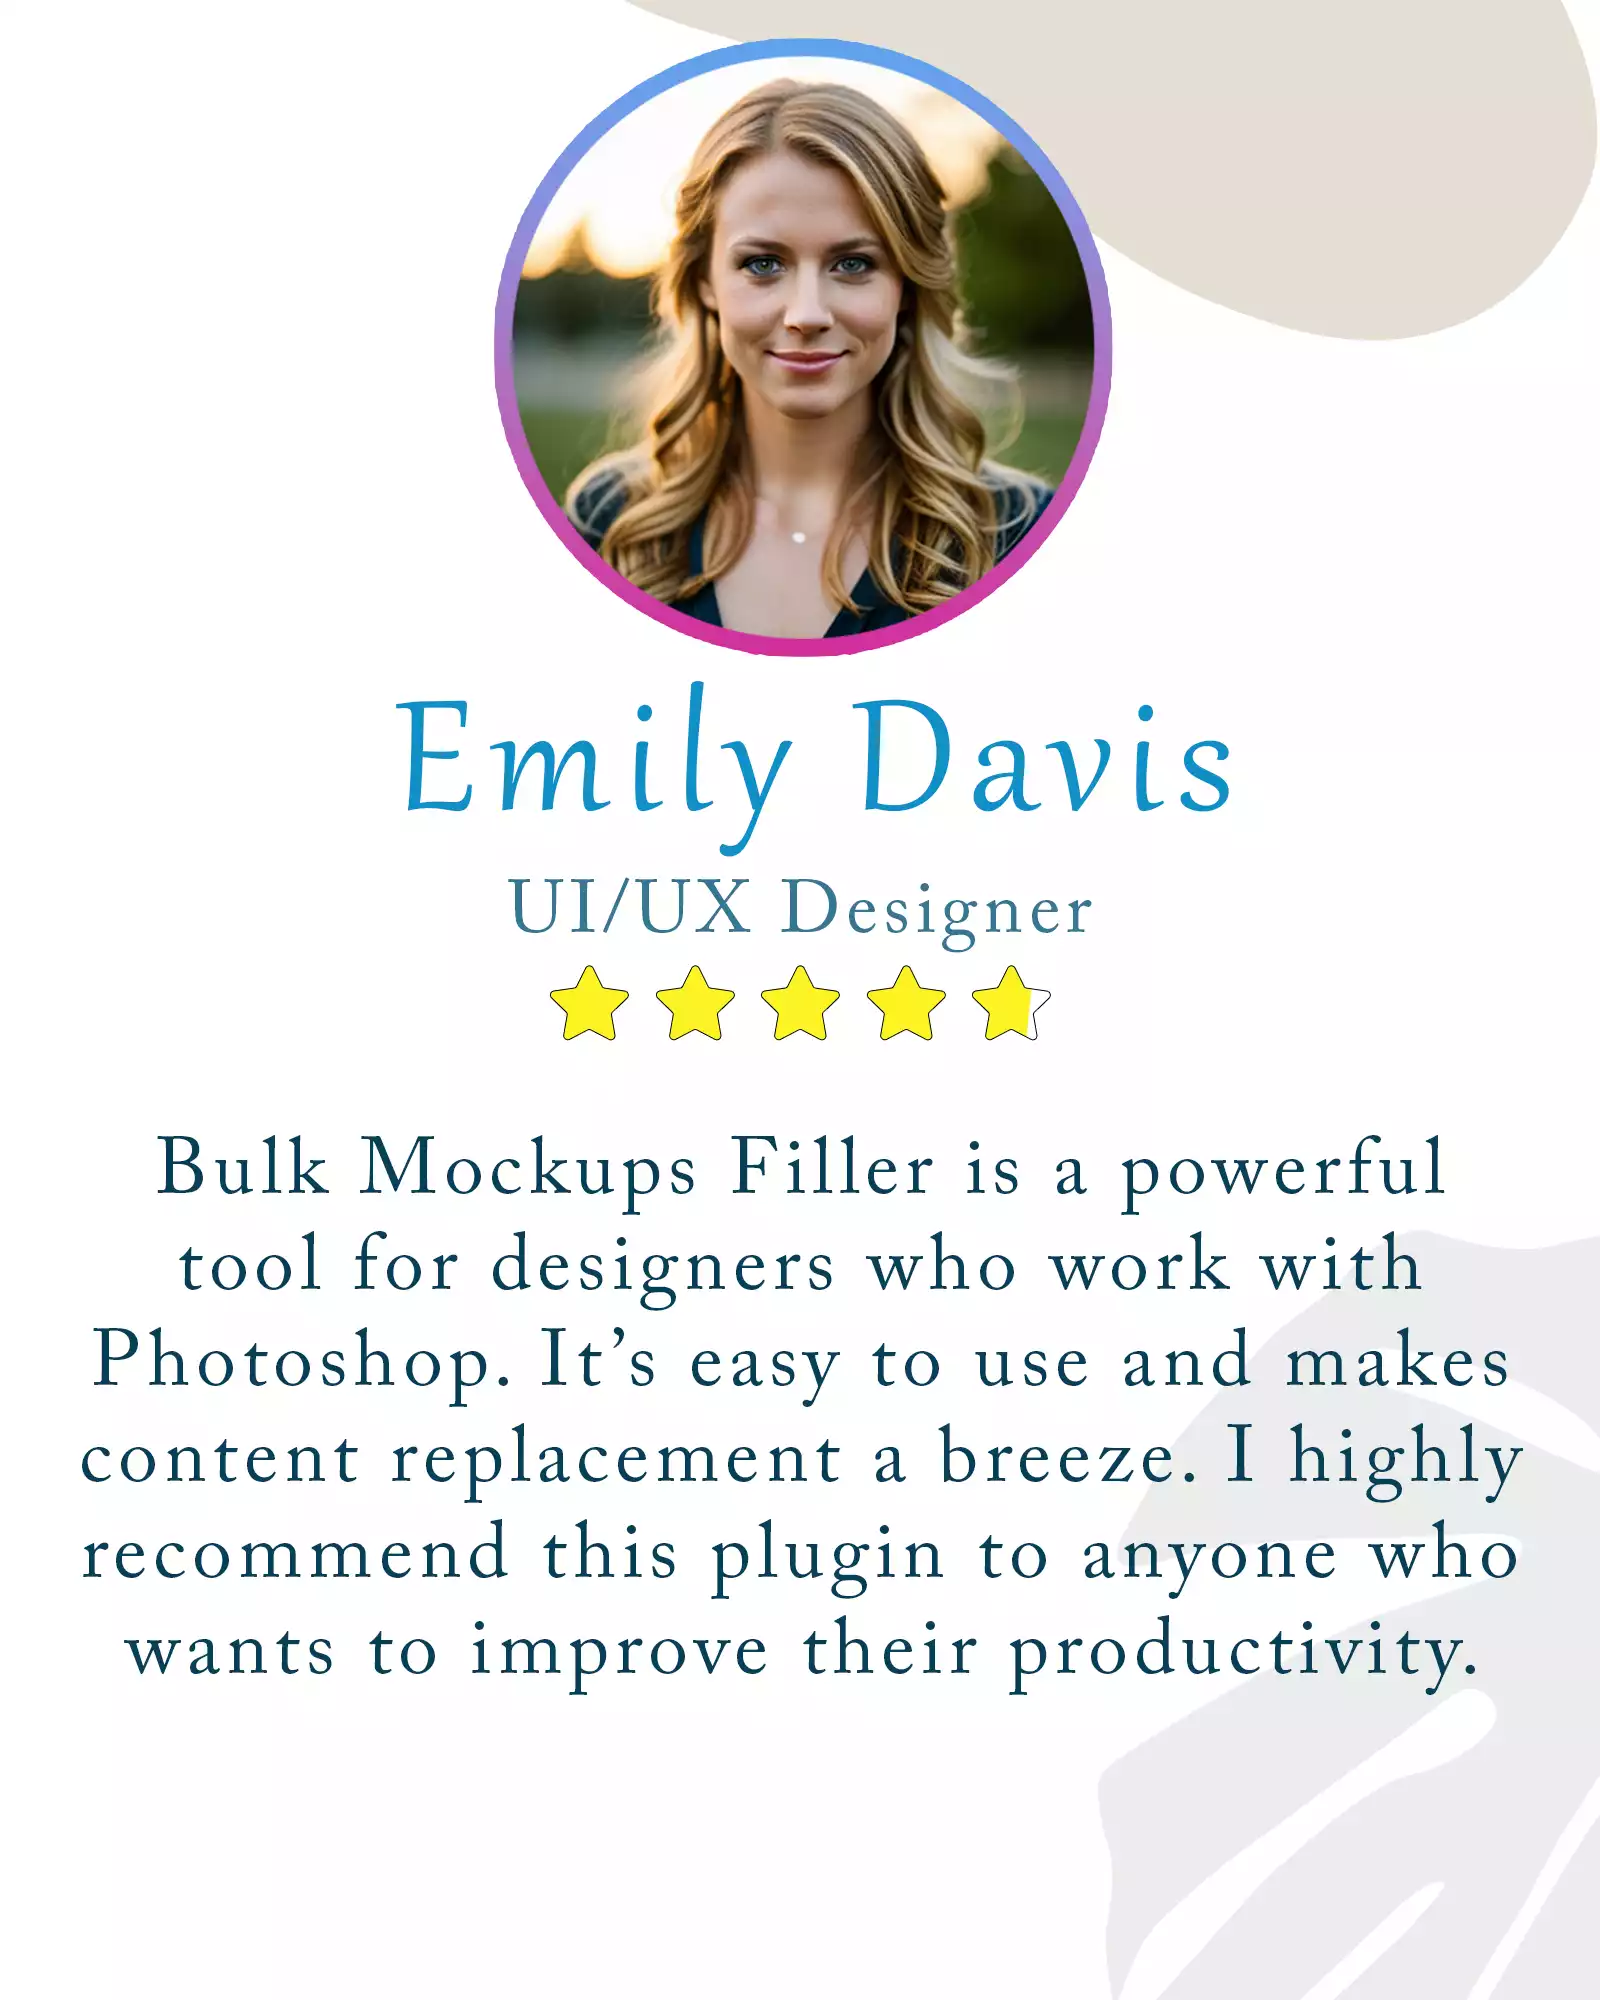 Emily Davis
UI/UX Designer
Bulk Mockups Filler is a powerful
tool for designers who work with
Photoshop. It’s easy to use and makes
content replacement a breeze. I highly
recommend this plugin to anyone who
wants to improve their productivity.